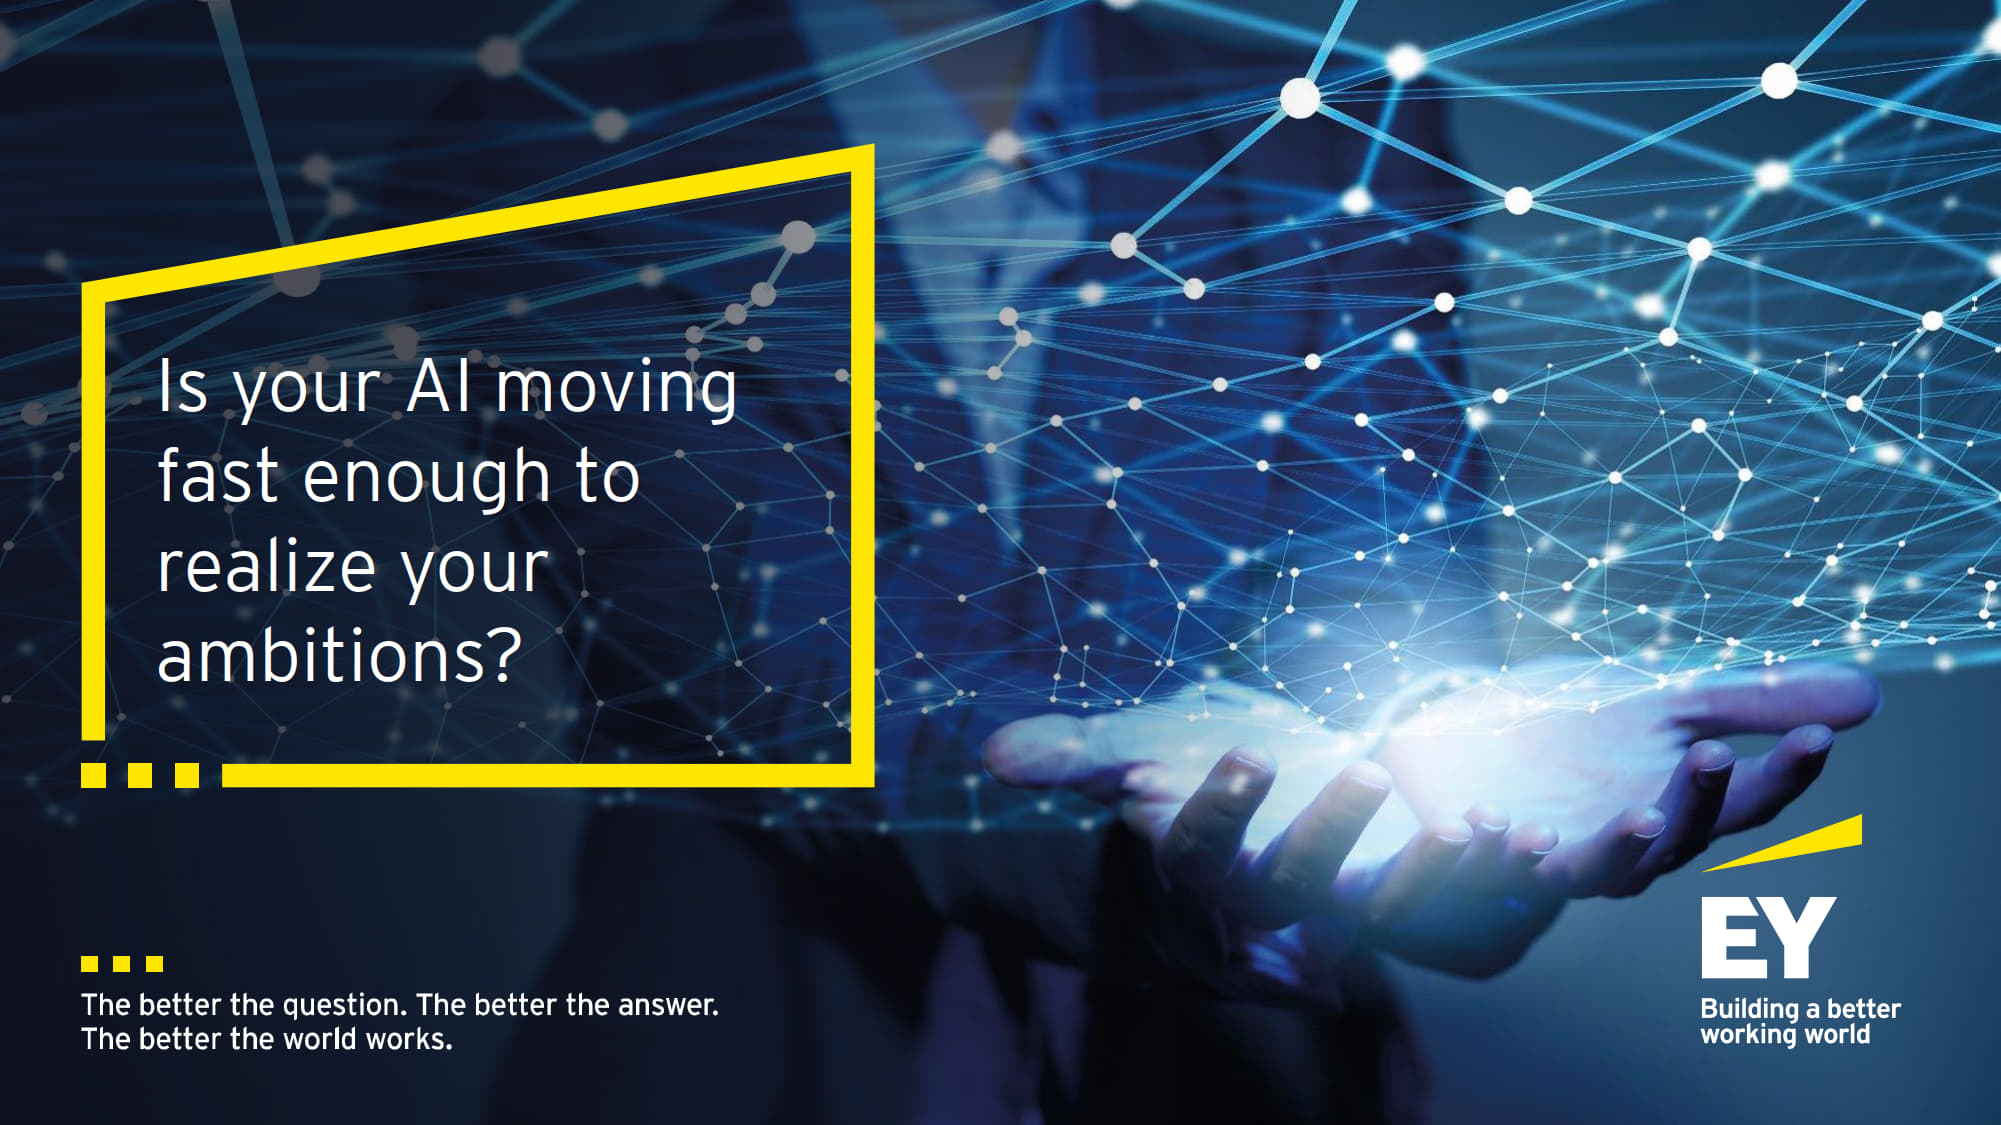 Is your AI moving
fast enough to
realize your
ambitions?
The better the question. The better the answer.
The better the world works.
EY
Building a better
working world